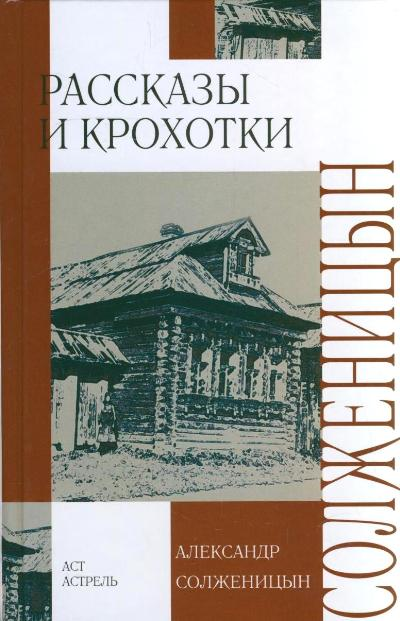 РАССКАЗЫ
И КРОХОТКИ
СОЛЖЕНИЦЫН
АСТ
АСТРЕЛЬ
АЛЕКСАНДР
СОЛЖЕНИЦЫН